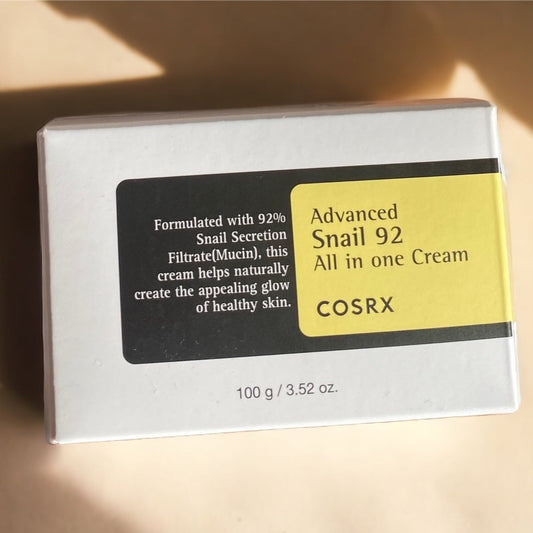 Formulated with 92%
Snail Secretion
Filtrate(Mucin), this
cream helps naturally
create the appealing glow
of healthy skin.
Advanced
Snail 92
All in one Cream
COSRX
100 g / 3.52 oz.